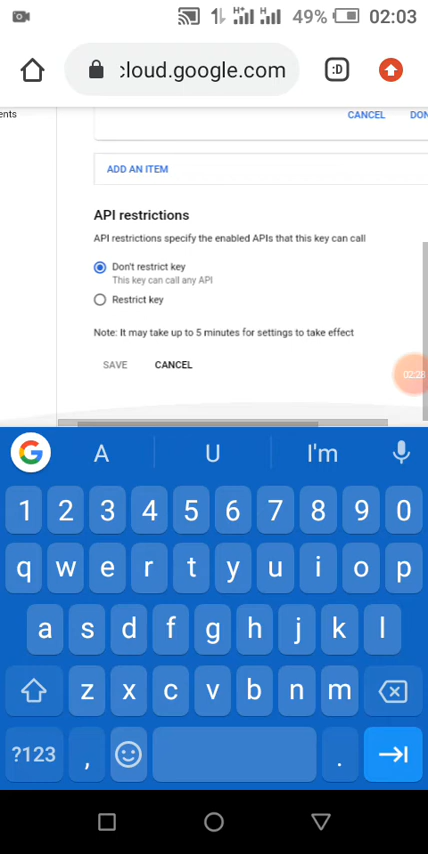 49% 02:03
:cloud.google.com :D
ents
CANCEL DON
ADD AN ITEM
API restrictions
API restrictions specify the enabled APIs that this key can call
Don't restrict key
This key can call any API
Restrict key
Note: It may take up to 5 minutes for settings to take effect
SAVE CANCEL
02:28
G A U I'm
1 2 3 4 5 6 7 8 9 0
q w e r t y u i o p
a s d f g h j k l
z x c v b n m
?123 , .